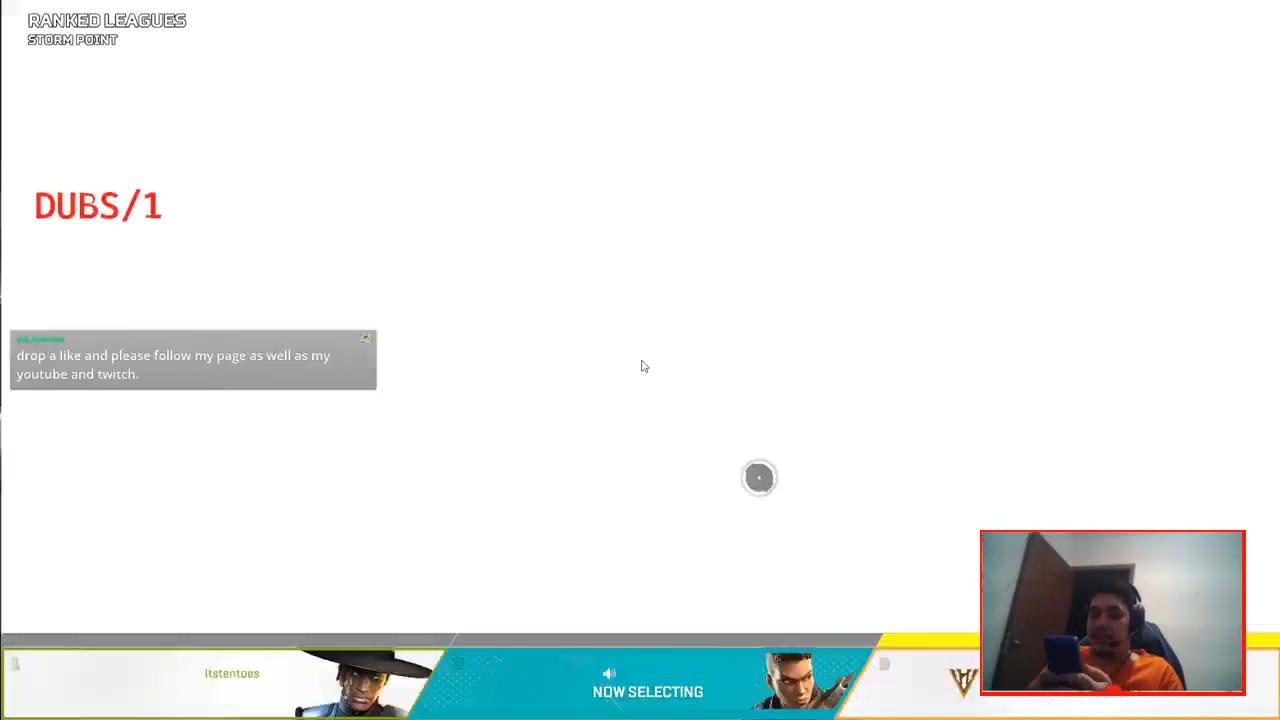 RANKED LEAGUES
STORM POINT
DUBS/1
drop a like and please follow my page as well as my
youtube and twitch.
Itstentoes
NOW SELECTING